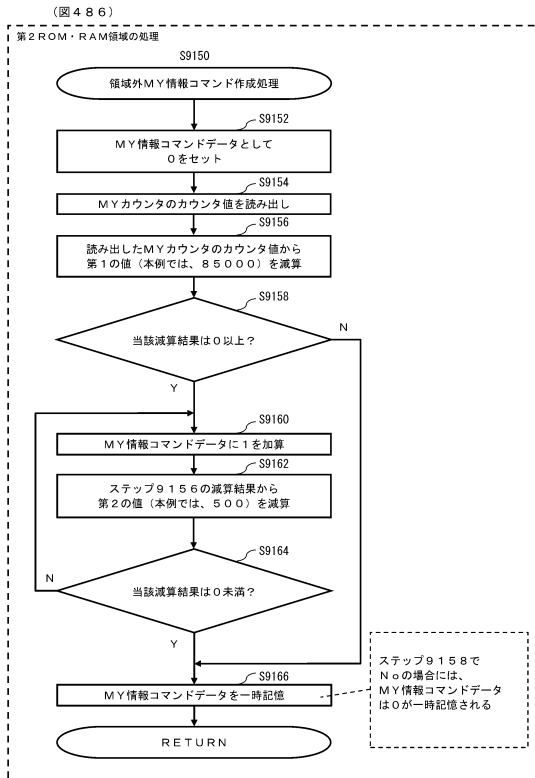 （図４８６）
第２ＲＯＭ・ＲＡＭ領域の処理
S9150
領域外ＭＹ情報コマンド作成処理
S9152
ＭＹ情報コマンドデータとして
０をセット
S9154
ＭＹカウンタのカウンタ値を読み出し
S9156
読み出したＭＹカウンタのカウンタ値から
第１の値（本例では、８５０００）を減算
S9158
当該減算結果は０以上？
N
Y
S9160
ＭＹ情報コマンドデータに１を加算
S9162
ステップ９１５６の減算結果から
第２の値（本例では、５００）を減算
S9164
当該減算結果は０未満？
N
Y
S9166
ＭＹ情報コマンドデータを一時記憶
ステップ９１５８で
Ｎｏの場合には、
ＭＹ情報コマンドデータ
は０が一時記憶される
ＲＥＴＵＲＮ